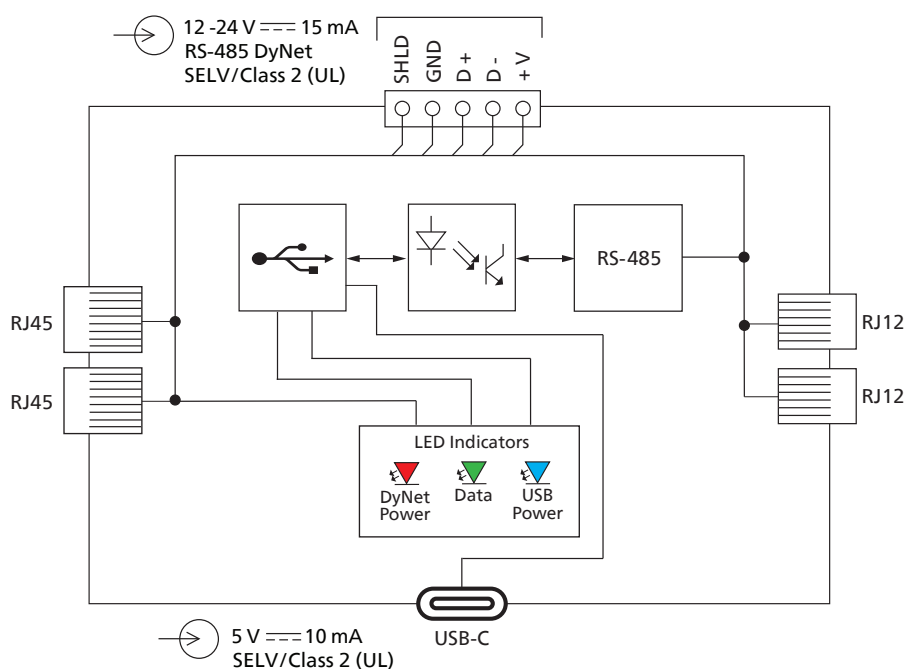 12 -24 V 15 mA
RS-485 DyNet
SELV/Class 2 (UL)
SHLD
GND
D +
D -
+ V
RS-485
RJ45
RJ12
RJ45
RJ12
LED Indicators
DyNet
Power
Data
USB
Power
USB-C
5 V 10 mA
SELV/Class 2 (UL)